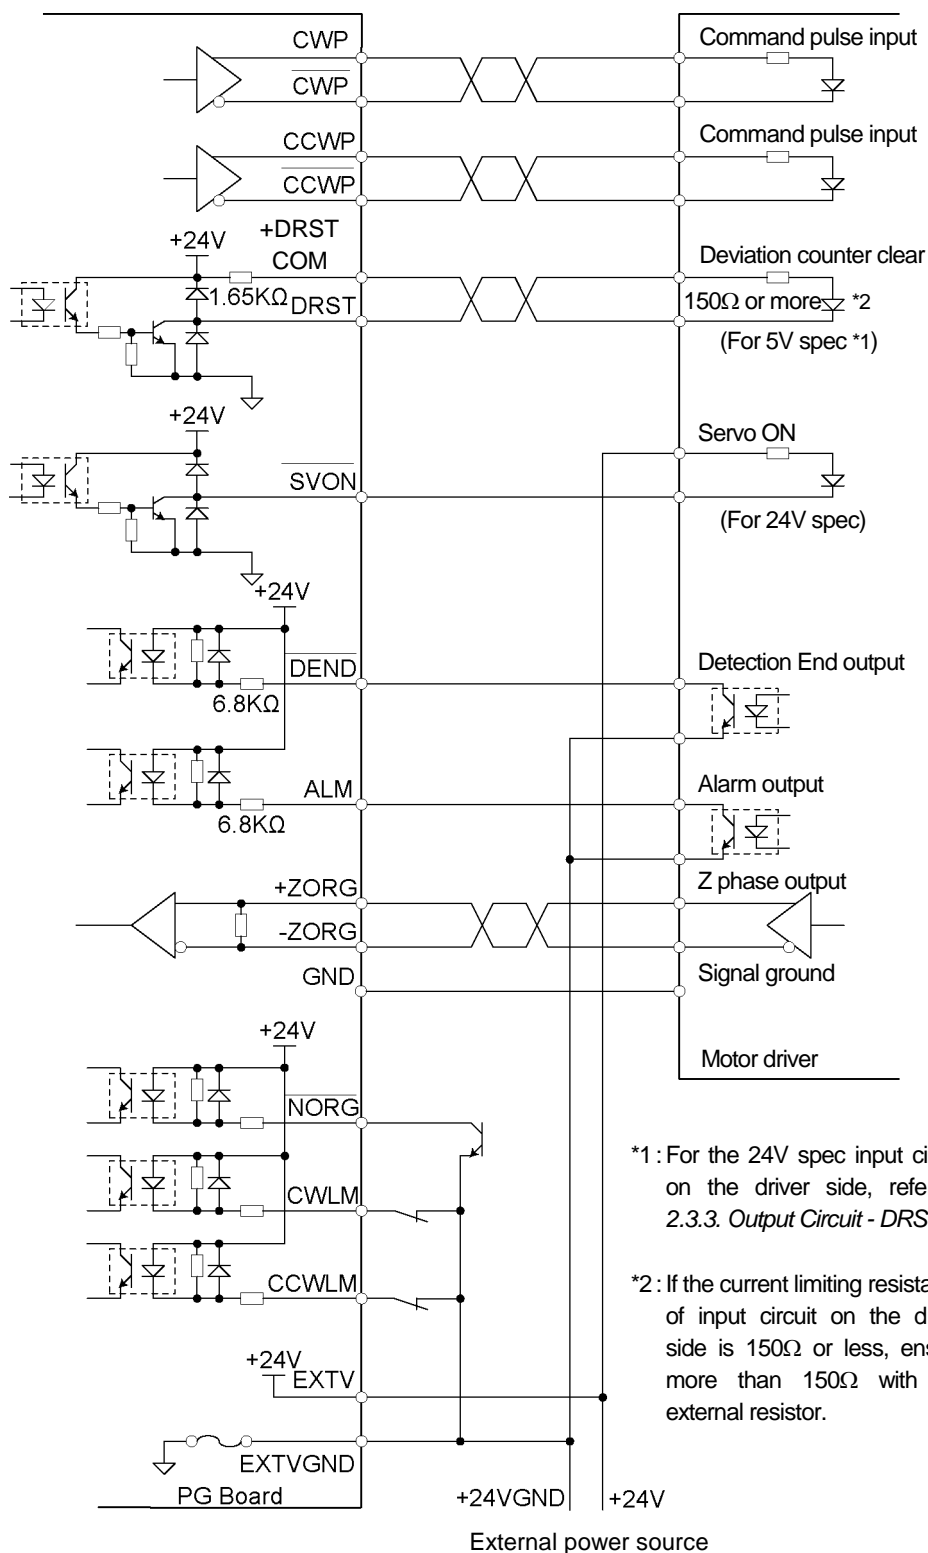 CWP
Command pulse input
CWP
CCWP
Command pulse input
CCWP
+DRST
+24V
COM
Deviation counter clear
1.65KΩ
DRST
150Ω or more
*2
(For 5V spec *1)
+24V
Servo ON
SVON
(For 24V spec)
+24V
DEND
Detection End output
6.8KΩ
ALM
Alarm output
6.8KΩ
+ZORG
Z phase output
-ZORG
GND
Signal ground
+24V
Motor driver
NORG
CWLM
CCWLM
*1 : For the 24V spec input
on the driver side,
2.3.3. Output Circuit -
*2 : If the current limiting
of input circuit on the
side is 150Ω or less,
more than 150Ω with
external resistor.
+24V
EXTV
EXTVGND
PG Board
+24VGND
+24V
External power source